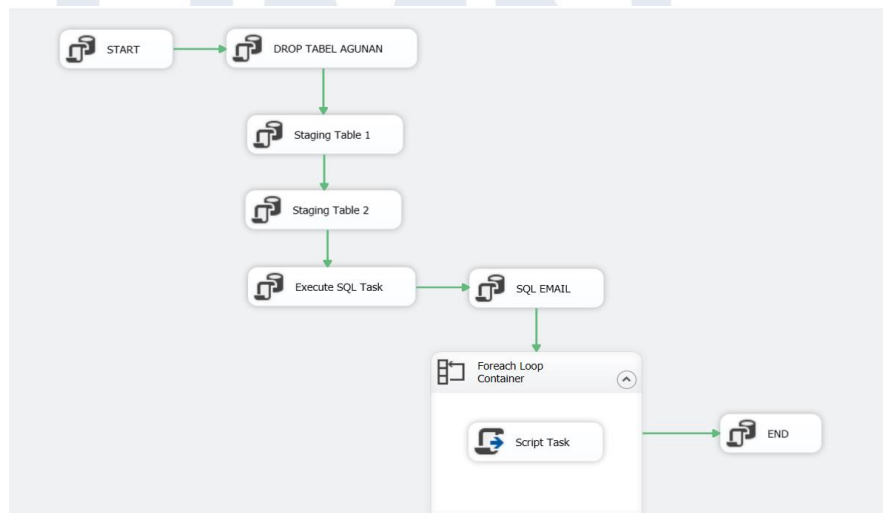 START
DROP TABEL AGUNAN
Staging Table 1
Staging Table 2
Execute SQL Task
SQL EMAIL
Foreach Loop
Container
Script Task
END